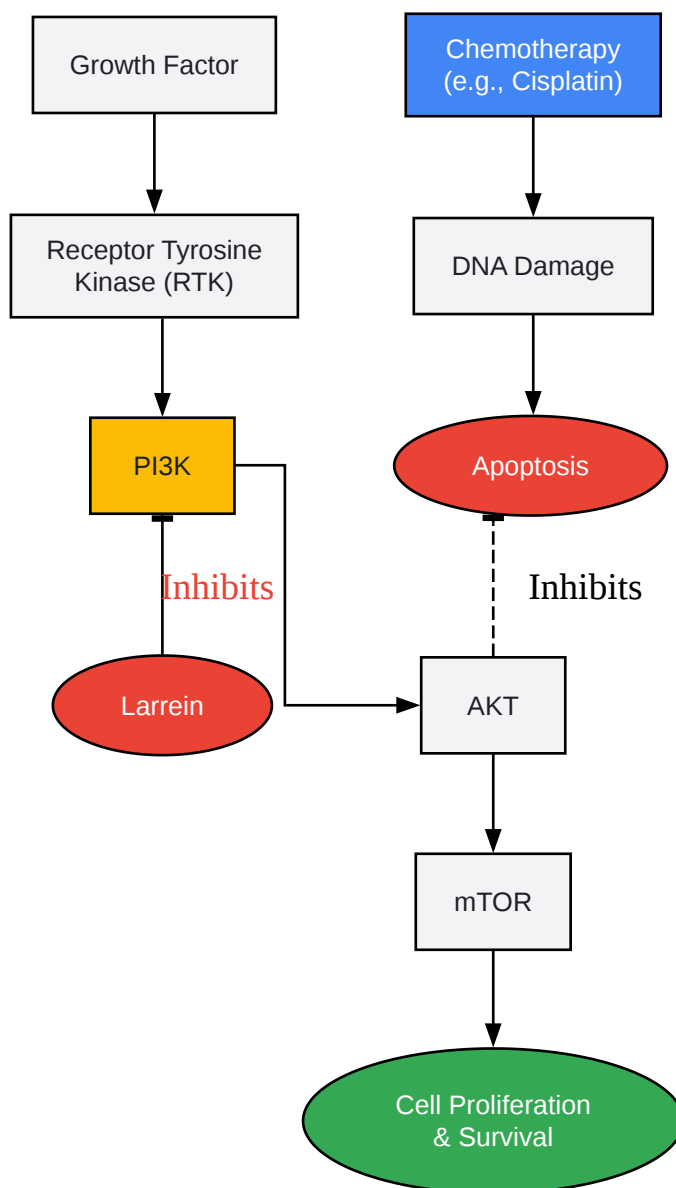 Growth Factor
Chemotherapy
(e.g., Cisplatin)
Receptor Tyrosine
Kinase (RTK)
DNA Damage
PI3K
Apoptosis
Inhibits
Inhibits
Larrein
AKT
mTOR
Cell Proliferation
& Survival